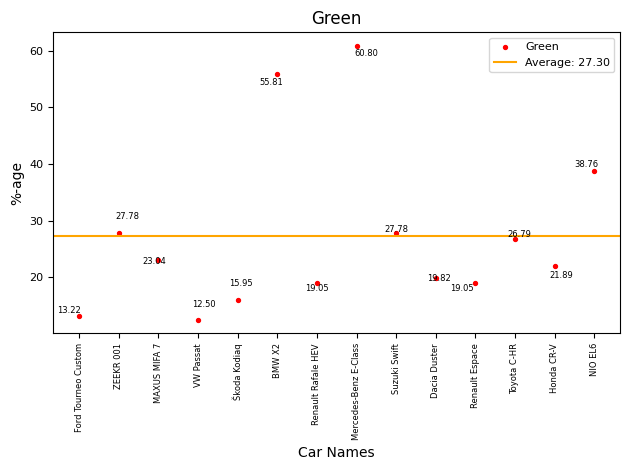 Green
Green
Average: 27.30
%-age
60
50
40
30
20
13.22
27.78
23.04
12.50
15.95
55.81
19.05
60.80
27.78
19.82
19.05
26.79
21.89
38.76
Ford Tourneo Custom
ZEEKR 001
MAXUS MIFA 7
VW Passat
Škoda Kodiaq
BMW X2
Renault Rafale HEV
Mercedes-Benz E-Class
Suzuki Swift
Dacia Duster
Renault Espace
Toyota C-HR
Honda CR-V
NIO EL6
Car Names